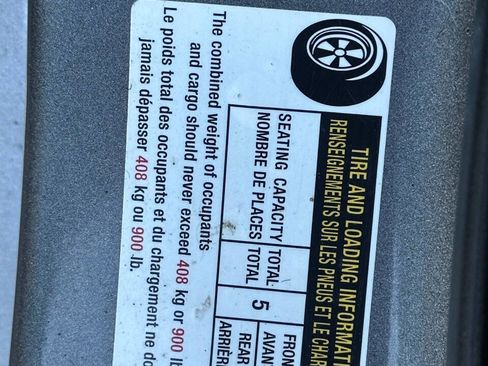 TIRE AND LOADING INFORMAT
RENSEIGNEMENTS SUR LES PNEUS ET LE CHAR
SEATING CAPACITY TOTAL 5 FRON
NOMBRE DE PLACES TOTAL AVAN
REAR
ARRIÈR
The combined weight of occupants
and cargo should never exceed 408 kg or 900 l
Le poids total des occupants et du chargement ne do
jamais dépasser 408 kg ou 900 lb.